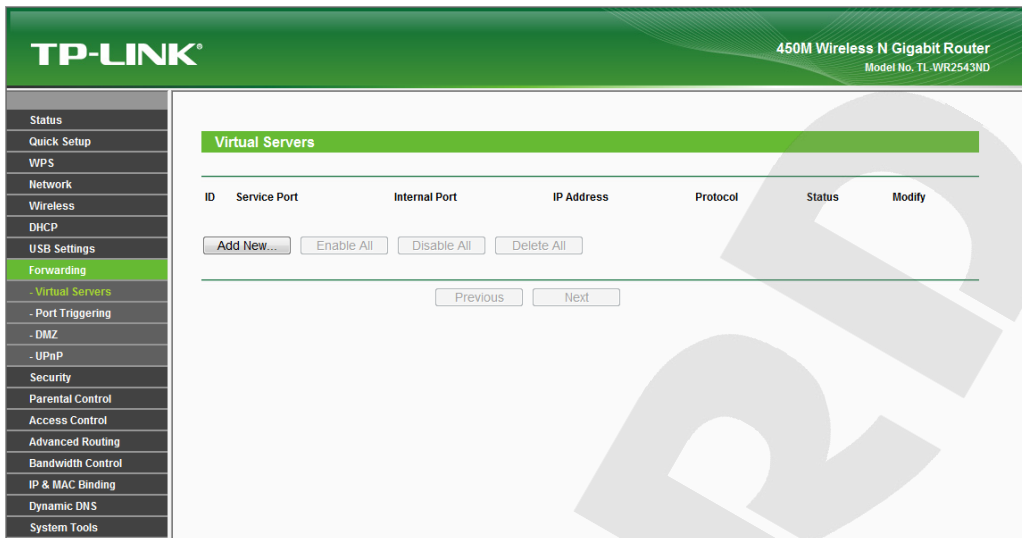 TP-LINK®
450M Wireless N Gigabit Router
Model No. TL-WR2543ND
Status
Quick Setup
WPS
Network
Wireless
DHCP
USB Settings
Forwarding
- Virtual Servers
- Port Triggering
- DMZ
- UPnP
Security
Parental Control
Access Control
Advanced Routing
Bandwidth Control
IP & MAC Binding
Dynamic DNS
System Tools
Virtual Servers
ID Service Port Internal Port IP Address Protocol Status Modify
Add New... Enable All Disable All Delete All
Previous Next